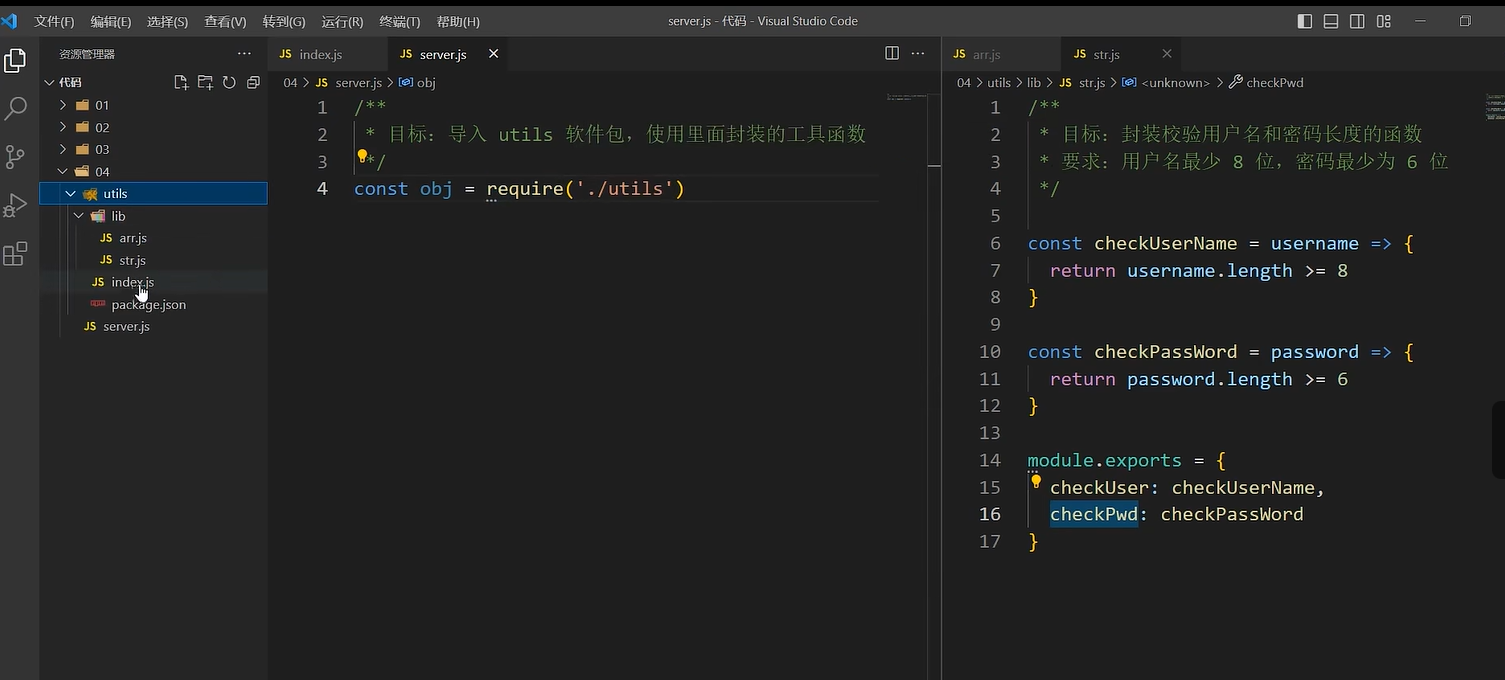 文件(F) 编辑(E) 选择(S) 查看(V) 转到(G) 运行(R) 终端(T) 帮助(H) server.js - 代码 - Visual Studio Code
资源管理器 ···
代码
01
02
03
04
utils
lib
JS arr.js
JS str.js
JS index.js
package.json
JS server.js
JS index.js JS server.js ×
04 > JS server.js > obj
1 /**
2 * 目标：导入 utils 软件包，使用里面封装的工具函数
3 */
4 const obj = require('./utils')
JS arr.js JS str.js ×
04 > utils > lib > JS str.js > <unknown> > checkPwd
1 /**
2 * 目标：封装校验用户名和密码长度的函数
3 * 要求：用户名最少 8 位，密码最少为 6 位
4 */
5
6 const checkUserName = username => {
7 return username.length >= 8
8 }
9
10 const checkPassWord = password => {
11 return password.length >= 6
12 }
13
14 module.exports = {
15 checkUser: checkUserName,
16 checkPwd: checkPassWord
17 }